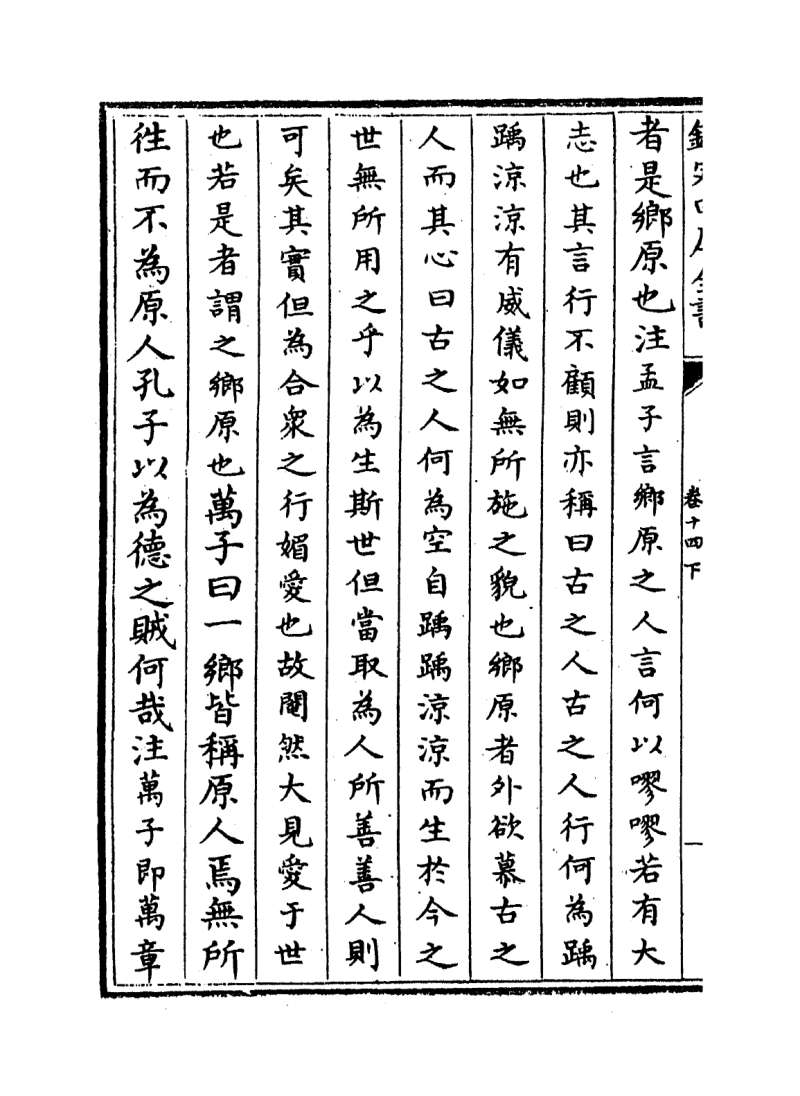 者是鄉原也注孟子言鄉原之人言何以嘐嘐若有大
志也其言行不顧則亦稱曰古之人古之人行何為踽
踽涼涼有威儀如無所施之貌也鄉原者外欲慕古之
人而其心曰古之人何為空自踽踽涼涼而生於今之
世無所用之乎以為生斯世但當取為人所善善人則
可矣其實但為合衆之行媚愛也故閹然大見愛于世
也若是者謂之鄉原也萬子曰一鄉皆稱原人焉無所
徃而不為原人孔子以為德之賊何哉注萬子即萬章
卷十四下
一